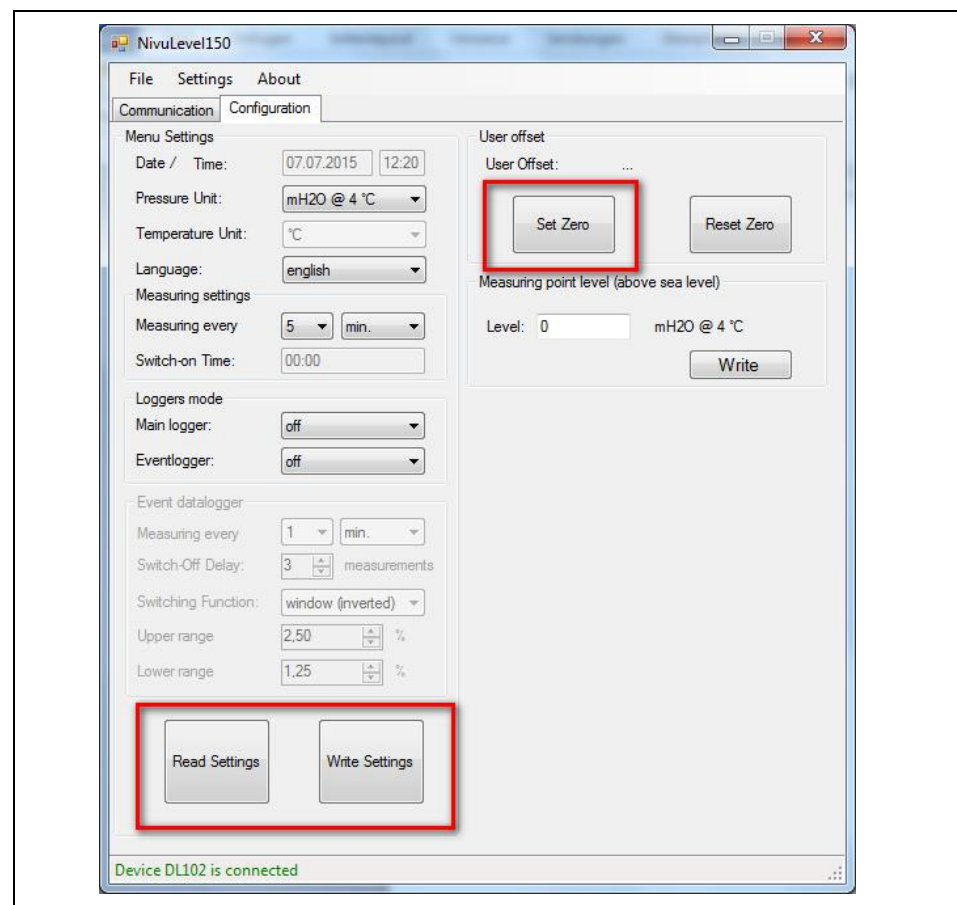 NivuLevel150
File Settings About
Communication Configuration
Menu Settings
Date / Time: 07.07.2015 12:20
Pressure Unit: mH2O @ 4 °C
Temperature Unit: °C
Language: english
Measuring settings
Measuring every 5 min.
Switch-on Time: 00:00
Loggers mode
Main logger: off
Eventlogger: off
Event datalogger
Measuring every 1 min.
Switch-Off Delay: 3 measurements
Switching Function: window (inverted)
Upper range 2,50 %
Lower range 1,25 %
Read Settings Write Settings
User offset
User Offset: ...
Set Zero Reset Zero
Measuring point level (above sea level)
Level: 0 mH2O @ 4 °C
Write
Device DL102 is connected